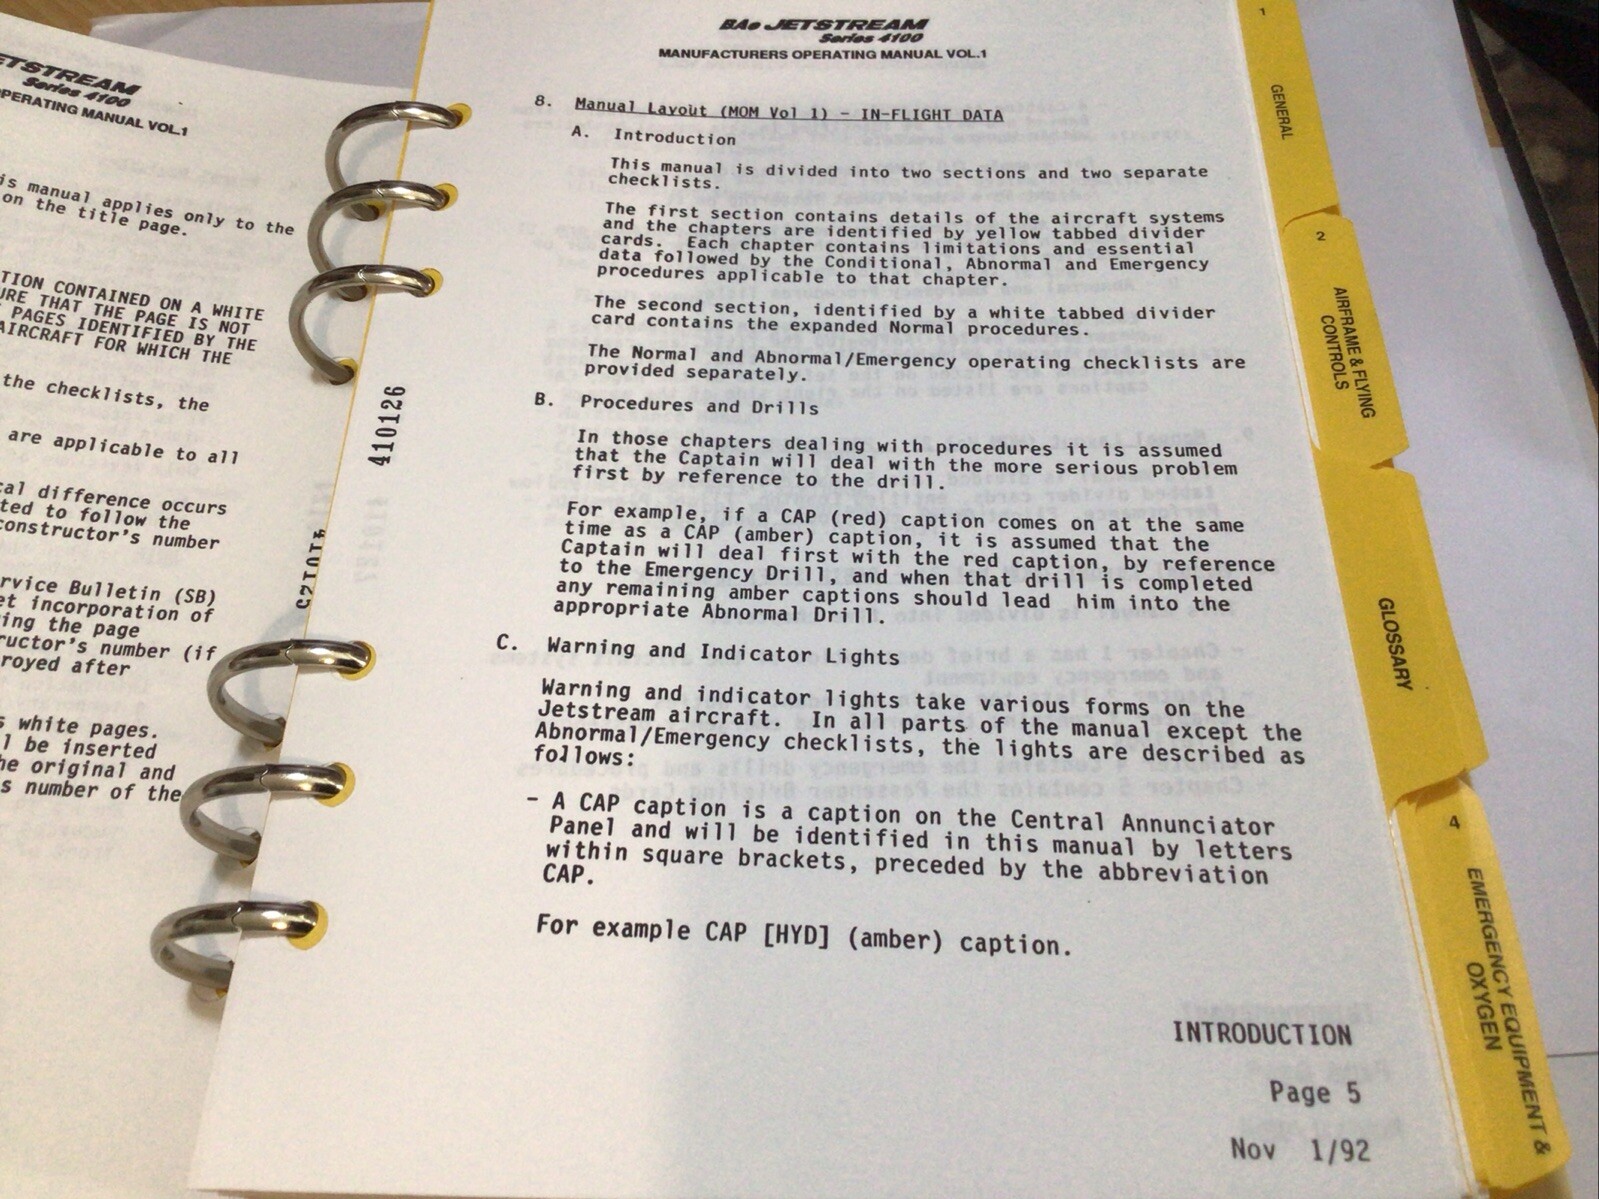 ETSTREAM
Series 4100
PERATING MANUAL VOL.1
is manual applies only to the
on the title page.
TION CONTAINED ON A WHITE
URE THAT THE PAGE IS NOT
PAGES IDENTIFIED BY THE
AIRCRAFT FOR WHICH THE
the checklists, the
are applicable to all
cal difference occurs
ted to follow the
constructor's number
rvice Bulletin (SB)
et incorporation of
ing the page
ructor's number (if
royed after
s white pages.
l be inserted
he original and
s number of the
410125
BAe JETSTREAM
Series 4100
MANUFACTURERS OPERATING MANUAL VOL.1
8. Manual Layout (MOM Vol 1) - IN-FLIGHT DATA
A. Introduction
This manual is divided into two sections and two separate
checklists.
The first section contains details of the aircraft systems
and the chapters are identified by yellow tabbed divider
cards. Each chapter contains limitations and essential
data followed by the Conditional, Abnormal and Emergency
procedures applicable to that chapter.
The second section, identified by a white tabbed divider
card contains the expanded Normal procedures.
The Normal and Abnormal/Emergency operating checklists are
provided separately.
B. Procedures and Drills
In those chapters dealing with procedures it is assumed
that the Captain will deal with the more serious problem
first by reference to the drill.
For example, if a CAP (red) caption comes on at the same
time as a CAP (amber) caption, it is assumed that the
Captain will deal first with the red caption, by reference
to the Emergency Drill, and when that drill is completed
any remaining amber captions should lead him into the
appropriate Abnormal Drill.
C. Warning and Indicator Lights
Warning and indicator lights take various forms on the
Jetstream aircraft. In all parts of the manual except the
Abnormal/Emergency checklists, the lights are described as
follows:
- A CAP caption is a caption on the Central Annunciator
Panel and will be identified in this manual by letters
within square brackets, preceded by the abbreviation
CAP.
For example CAP [HYD] (amber) caption.
INTRODUCTION
Page 5
Nov 1/92
410126
1
GENERAL
2
AIRFRAME & FLYING
CONTROLS
GLOSSARY
4
EMERGENCY EQUIPMENT &
OXYGEN